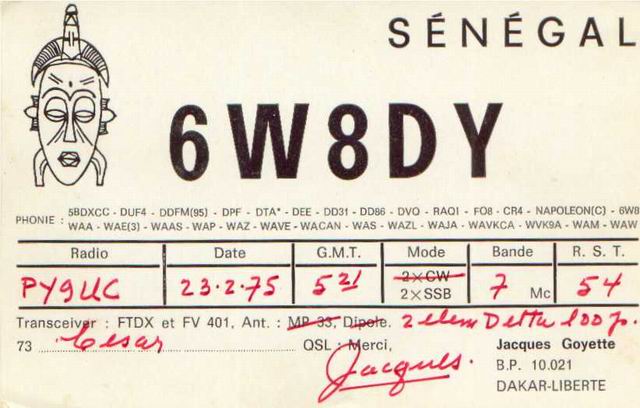 SÉNÉGAL
6W8DY
PHONIE : 5BDXCC - DUF4 - DDFM(95) - DPF - DTA* - DEE - DD31 - DD86 - DVQ - RAQI - FO8 - CR4 - NAPOLEON(C) - 6W8
WAA - WAE(3) - WAAS - WAP - WAZ - WAVE - WACAN - WAS - WAZL - WAJA - WAVKCA - WVK9A - WAM - WAW
Radio Date G.M.T. Mode Bande R. S. T.
PY9UC 23.2.75 5 21 2×CW 2×SSB 7 Mc 54
Transceiver : FTDX et FV 401, Ant. : MP 33, Dipole. 2 elem Delta loop.
73 Cesar QSL : Merci, Jacques Goyette
Jacques. B.P. 10.021
DAKAR-LIBERTE